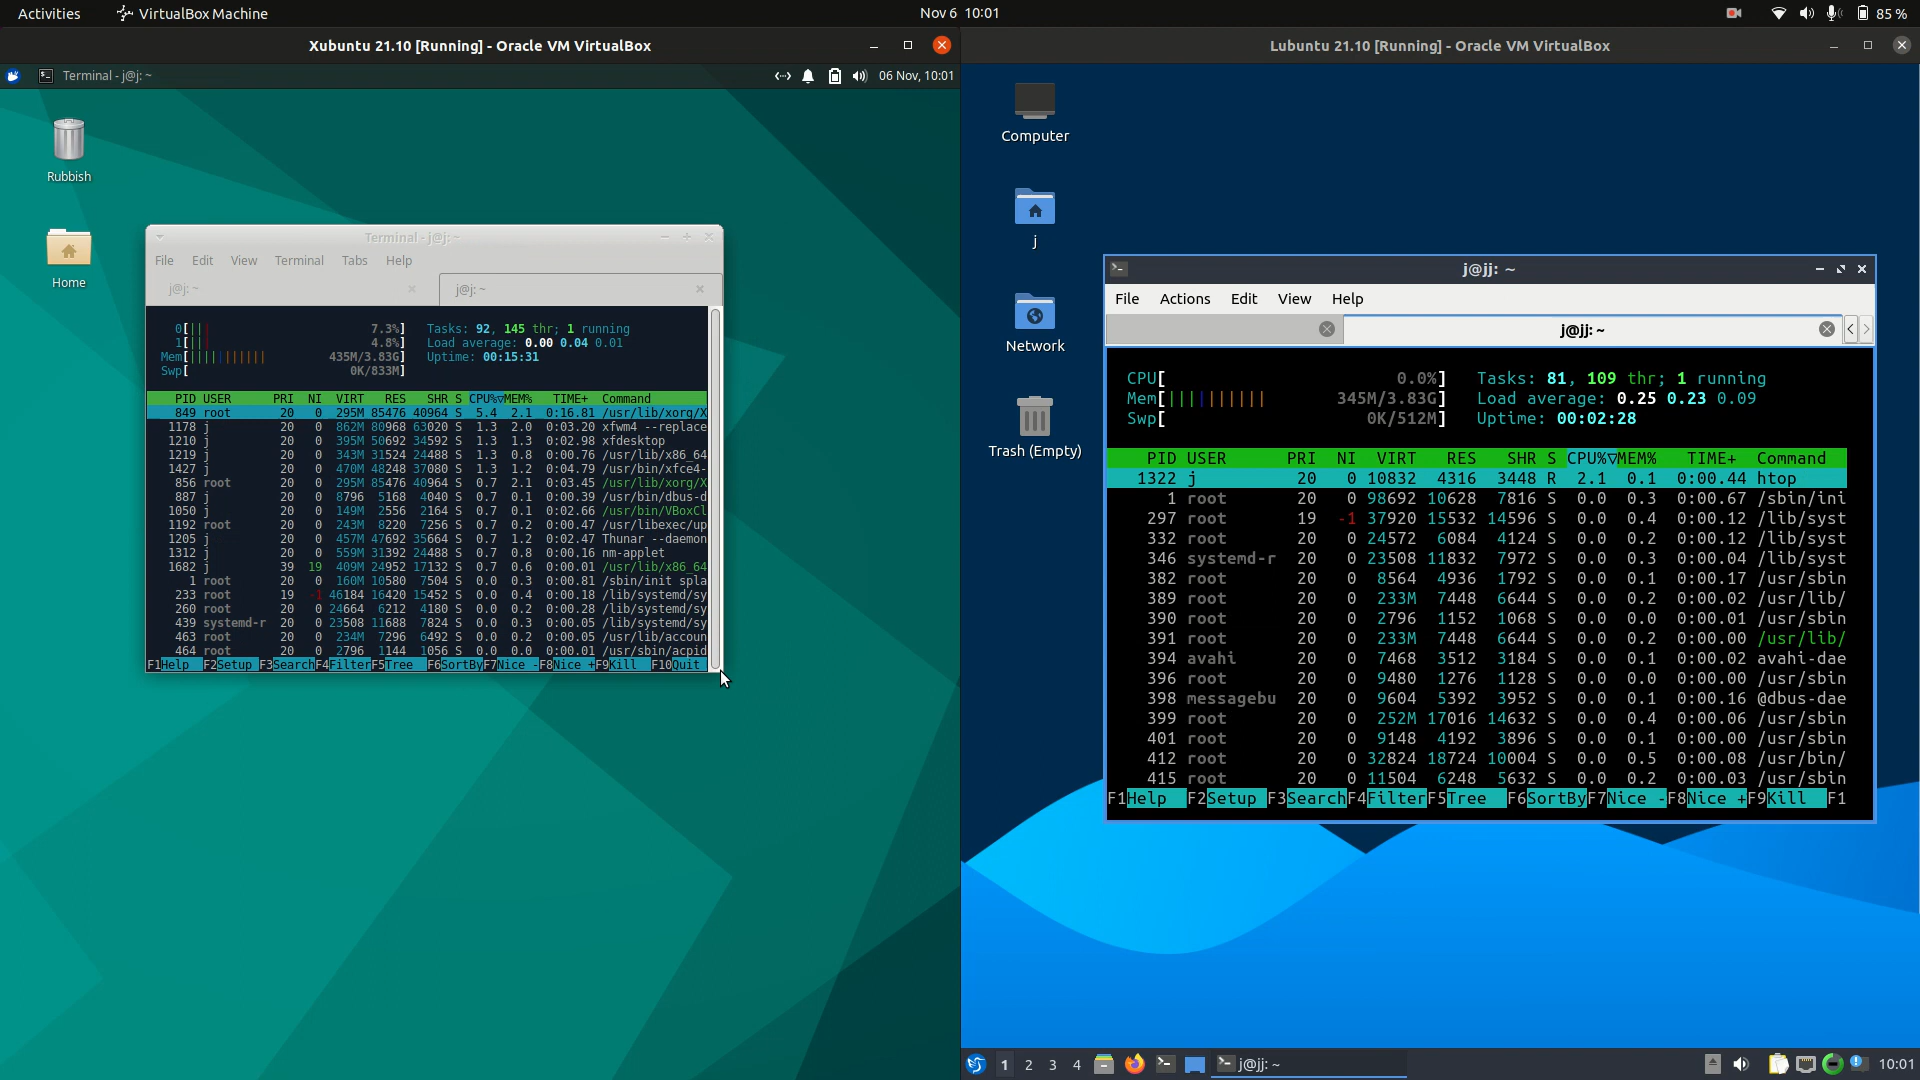 Activities VirtualBox Machine Nov 6 10:01 85 %
Xubuntu 21.10 [Running] - Oracle VM VirtualBox
Terminal - j@j: ~ 06 Nov, 10:01
Rubbish
Home
Terminal - j@j: ~
File Edit View Terminal Tabs Help
j@j: ~ j@j: ~
0[|| | 7.3%] Tasks: 92, 145 thr; 1 running
1[|| | 4.8%] Load average: 0.00 0.04 0.01
Mem[||||||||||| 435M/3.83G] Uptime: 00:15:31
Swp[ 0K/833M]
PID USER PRI NI VIRT RES SHR S CPU%▽MEM% TIME+ Command
849 root 20 0 295M 85476 40964 S 5.4 2.1 0:16.81 /usr/lib/xorg/X
1178 j 20 0 862M 80968 63020 S 1.3 2.0 0:03.20 xfwm4 --replace
1210 j 20 0 395M 50692 34592 S 1.3 1.3 0:02.98 xfdesktop
1219 j 20 0 343M 31524 24488 S 1.3 0.8 0:00.76 /usr/lib/x86_64
1427 j 20 0 470M 48248 37080 S 1.3 1.2 0:04.79 /usr/bin/xfce4-
856 root 20 0 295M 85476 40964 S 0.7 2.1 0:03.45 /usr/lib/xorg/X
887 j 20 0 8796 5168 4040 S 0.7 0.1 0:00.39 /usr/bin/dbus-d
1050 j 20 0 149M 2556 2164 S 0.7 0.1 0:02.66 /usr/bin/VBoxCl
1192 root 20 0 243M 8220 7256 S 0.7 0.2 0:00.47 /usr/libexec/up
1205 j 20 0 457M 47692 35664 S 0.7 1.2 0:02.47 Thunar --daemon
1312 j 20 0 559M 31392 24488 S 0.7 0.8 0:00.16 nm-applet
1682 j 39 19 409M 24952 17132 S 0.7 0.6 0:00.01 /usr/lib/x86_64
1 root 20 0 160M 10580 7504 S 0.0 0.3 0:00.81 /sbin/init spla
233 root 19 -1 46184 16420 15452 S 0.0 0.4 0:00.18 /lib/systemd/sy
260 root 20 0 24664 6212 4180 S 0.0 0.2 0:00.28 /lib/systemd/sy
439 systemd-r 20 0 23508 11688 7824 S 0.0 0.3 0:00.05 /lib/systemd/sy
463 root 20 0 234M 7296 6492 S 0.0 0.2 0:00.05 /usr/lib/accoun
464 root 20 0 2796 1144 1056 S 0.0 0.0 0:00.01 /usr/sbin/acpid
F1Help F2Setup F3SearchF4FilterF5Tree F6SortByF7Nice -F8Nice +F9Kill F10Quit
Lubuntu 21.10 [Running] - Oracle VM VirtualBox
Computer
j
Network
Trash (Empty)
j@jj: ~
File Actions Edit View Help
j@jj: ~
CPU[ 0.0%] Tasks: 81, 109 thr; 1 running
Mem[|||||||||| 345M/3.83G] Load average: 0.25 0.23 0.09
Swp[ 0K/512M] Uptime: 00:02:28
PID USER PRI NI VIRT RES SHR S CPU%▽MEM% TIME+ Command
1322 j 20 0 10832 4316 3448 R 2.1 0.1 0:00.44 htop
1 root 20 0 98692 10628 7816 S 0.0 0.3 0:00.67 /sbin/ini
297 root 19 -1 37920 15532 14596 S 0.0 0.4 0:00.12 /lib/syst
332 root 20 0 24572 6084 4124 S 0.0 0.2 0:00.12 /lib/syst
346 systemd-r 20 0 23508 11832 7972 S 0.0 0.3 0:00.04 /lib/syst
382 root 20 0 8564 4936 1792 S 0.0 0.1 0:00.17 /usr/sbin
389 root 20 0 233M 7448 6644 S 0.0 0.2 0:00.02 /usr/lib/
390 root 20 0 2796 1152 1068 S 0.0 0.0 0:00.01 /usr/sbin
391 root 20 0 233M 7448 6644 S 0.0 0.2 0:00.00 /usr/lib/
394 avahi 20 0 7468 3512 3184 S 0.0 0.1 0:00.02 avahi-dae
396 root 20 0 9480 1276 1128 S 0.0 0.0 0:00.00 /usr/sbin
398 messagebu 20 0 9604 5392 3952 S 0.0 0.1 0:00.16 @dbus-dae
399 root 20 0 252M 17016 14632 S 0.0 0.4 0:00.06 /usr/sbin
401 root 20 0 9148 4192 3896 S 0.0 0.1 0:00.00 /usr/sbin
412 root 20 0 32824 18724 10004 S 0.0 0.5 0:00.08 /usr/bin/
415 root 20 0 11504 6248 5632 S 0.0 0.2 0:00.03 /usr/sbin
F1Help F2Setup F3SearchF4FilterF5Tree F6SortByF7Nice -F8Nice +F9Kill F1
1 2 3 4 j@jj: ~ 10:01